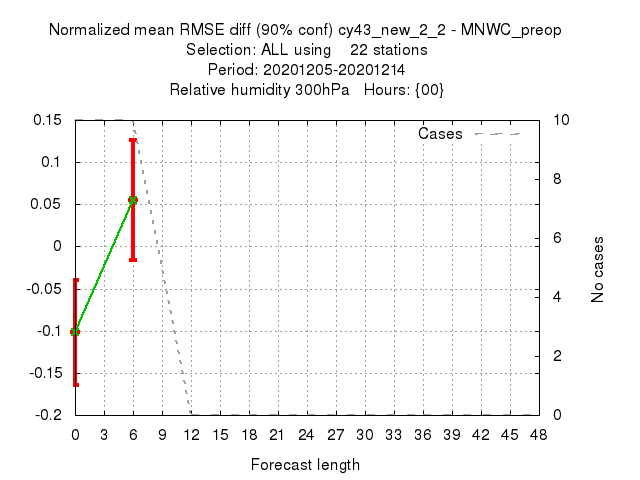 Normalized mean RMSE diff (90% conf) cy43_new_2_2 - MNWC_preop
Selection: ALL using    22 stations
Period: 20201205-20201214
Relative humidity 300hPa   Hours: {00}
Cases
0.15
0.1
0.05
0
-0.05
-0.1
-0.15
-0.2
10
8
6
4
2
0
No cases
0 3 6 9 12 15 18 21 24 27 30 33 36 39 42 45 48
Forecast length